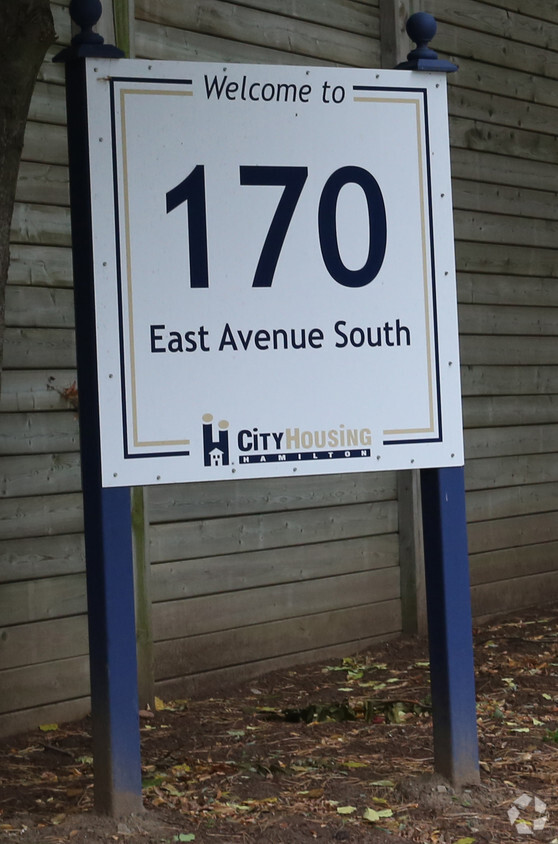 Welcome to
170
East Avenue South
CityHousing
HAMILTON